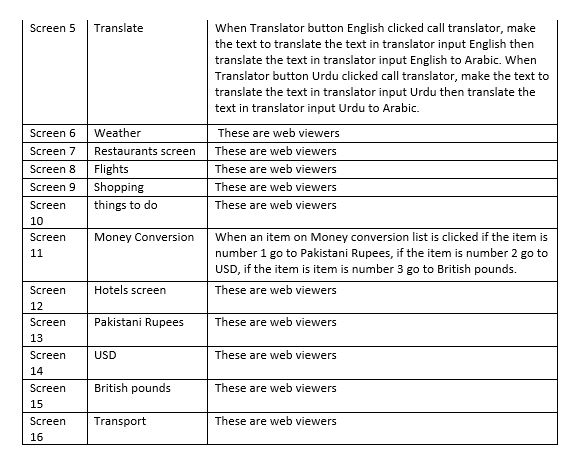 Screen 5 Translate When Translator button English clicked call translator, make
the text to translate the text in translator input English then
translate the text in translator input English to Arabic. When
Translator button Urdu clicked call translator, make the text to
translate the text in translator input Urdu then translate the
text in translator input Urdu to Arabic.
Screen 6 Weather These are web viewers
Screen 7 Restaurants screen These are web viewers
Screen 8 Flights These are web viewers
Screen 9 Shopping These are web viewers
Screen things to do These are web viewers
10
Screen Money Conversion When an item on Money conversion list is clicked if the item is
11 number 1 go to Pakistani Rupees, if the item is number 2 go to
USD, if the item is item is number 3 go to British pounds.
Screen Hotels screen These are web viewers
12
Screen Pakistani Rupees These are web viewers
13
Screen USD These are web viewers
14
Screen British pounds These are web viewers
15
Screen Transport These are web viewers
16